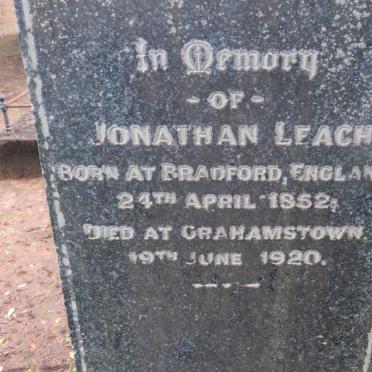 In Memory
- OF -
JONATHAN LEACH
BORN AT BRADFORD, ENGLAN
24TH APRIL 1852;
DIED AT GRAHAMSTOWN
19TH JUNE 1920.